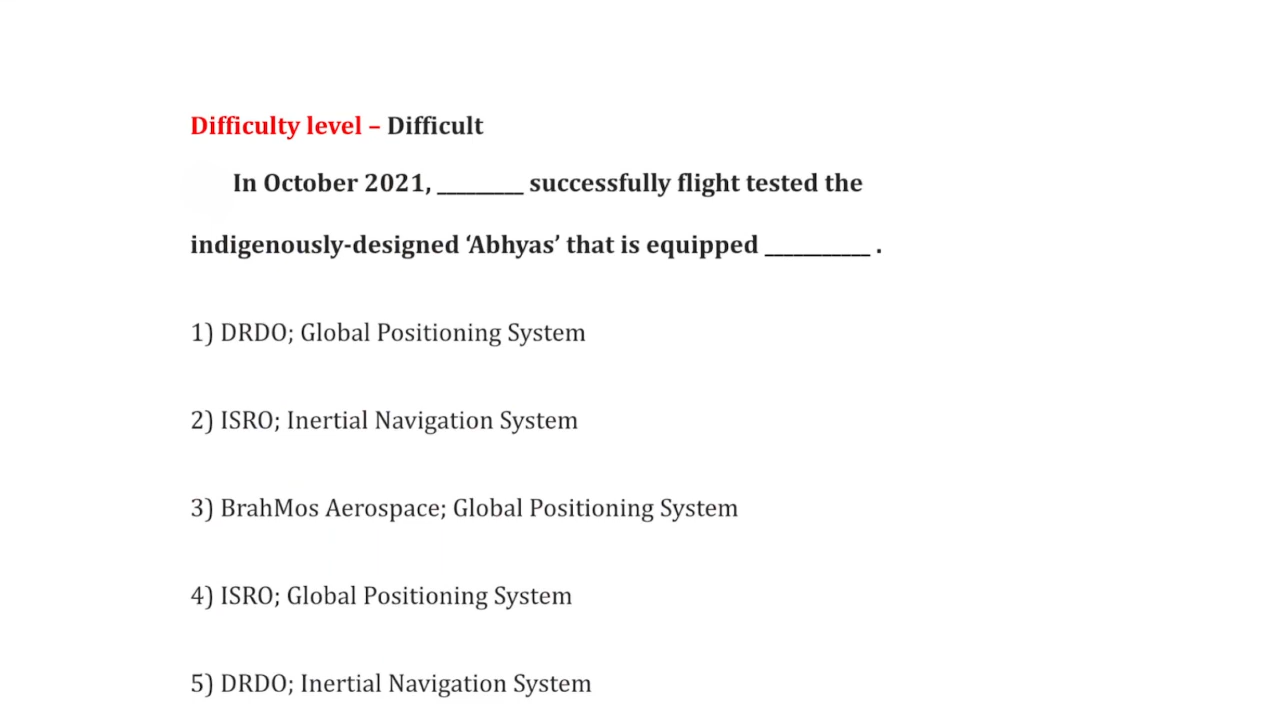 Difficulty level – Difficult
In October 2021, _________ successfully flight tested the
indigenously-designed ‘Abhyas’ that is equipped ___________ .
1) DRDO; Global Positioning System
2) ISRO; Inertial Navigation System
3) BrahMos Aerospace; Global Positioning System
4) ISRO; Global Positioning System
5) DRDO; Inertial Navigation System